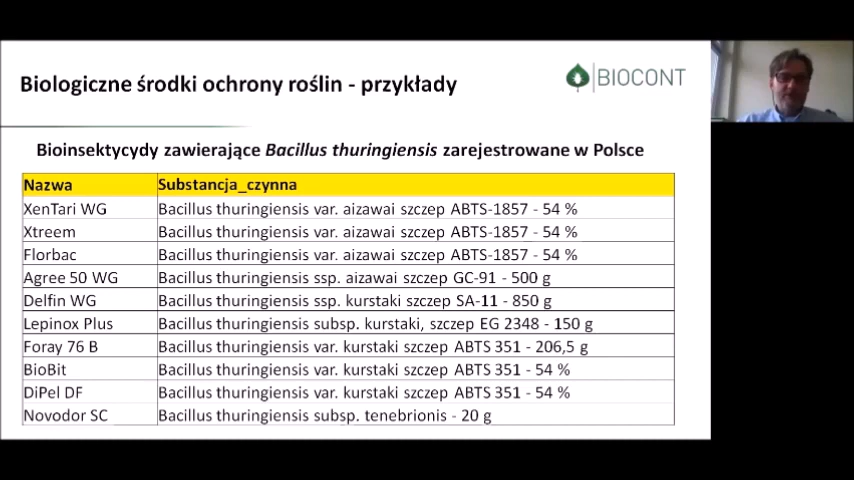 Biologiczne środki ochrony roślin - przykłady
BIOCONT
Bioinsektycydy zawierające Bacillus thuringiensis zarejestrowane w Polsce
Nazwa Substancja_czynna
XenTari WG Bacillus thuringiensis var. aizawai szczep ABTS-1857 - 54 %
Xtreem Bacillus thuringiensis var. aizawai szczep ABTS-1857 - 54 %
Florbac Bacillus thuringiensis var. aizawai szczep ABTS-1857 - 54 %
Agree 50 WG Bacillus thuringiensis ssp. aizawai szczep GC-91 - 500 g
Delfin WG Bacillus thuringiensis ssp. kurstaki szczep SA-11 - 850 g
Lepinox Plus Bacillus thuringiensis subsp. kurstaki, szczep EG 2348 - 150 g
Foray 76 B Bacillus thuringiensis var. kurstaki szczep ABTS 351 - 206,5 g
BioBit Bacillus thuringiensis var. kurstaki szczep ABTS 351 - 54 %
DiPel DF Bacillus thuringiensis var. kurstaki szczep ABTS 351 - 54 %
Novodor SC Bacillus thuringiensis subsp. tenebrionis - 20 g